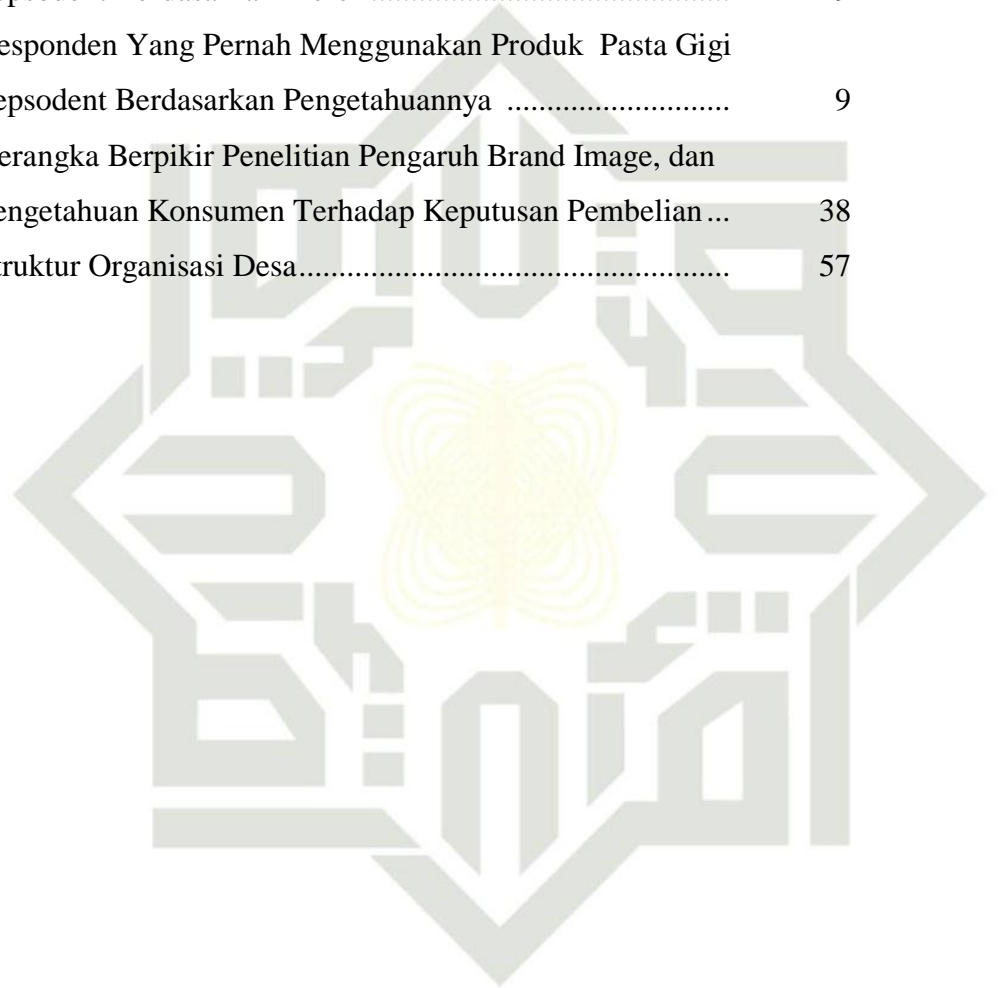 esponden Yang Pernah Menggunakan Produk Pasta Gigi
epsodent Berdasarkan Pengetahuannya ............................ 9
erangka Berpikir Penelitian Pengaruh Brand Image, dan
engetahuan Konsumen Terhadap Keputusan Pembelian ... 38
truktur Organisasi Desa...................................................... 57